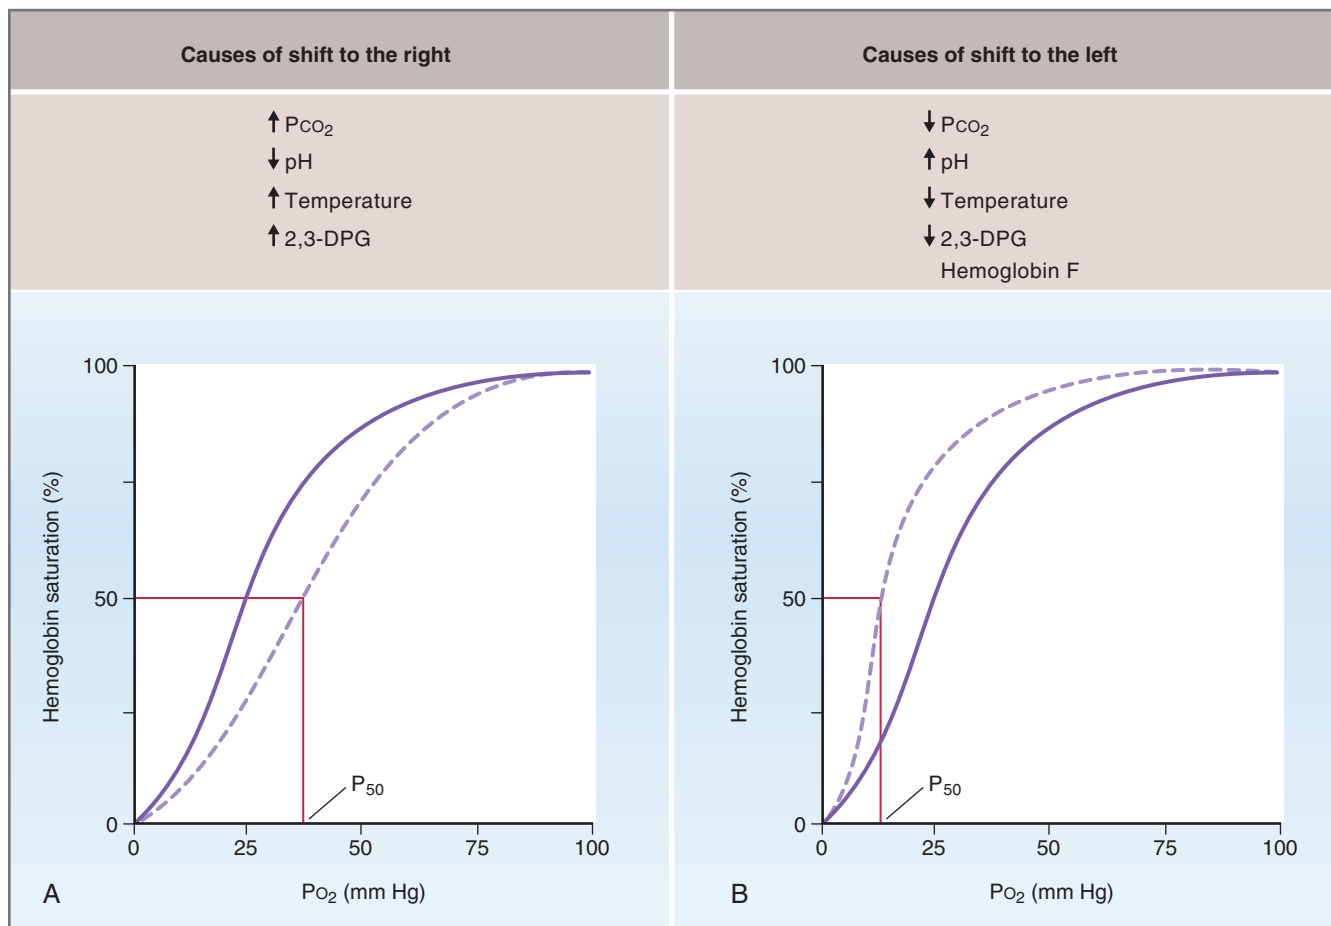 Causes of shift to the right
↑ PCO₂
↓ pH
↑ Temperature
↑ 2,3-DPG
Causes of shift to the left
↓ PCO₂
↑ pH
↓ Temperature
↓ 2,3-DPG
Hemoglobin F
Hemoglobin saturation (%)
100
50
0
P₅₀
0 25 50 75 100
A
PO₂ (mm Hg)
Hemoglobin saturation (%)
100
50
0
P₅₀
0 25 50 75 100
B
PO₂ (mm Hg)